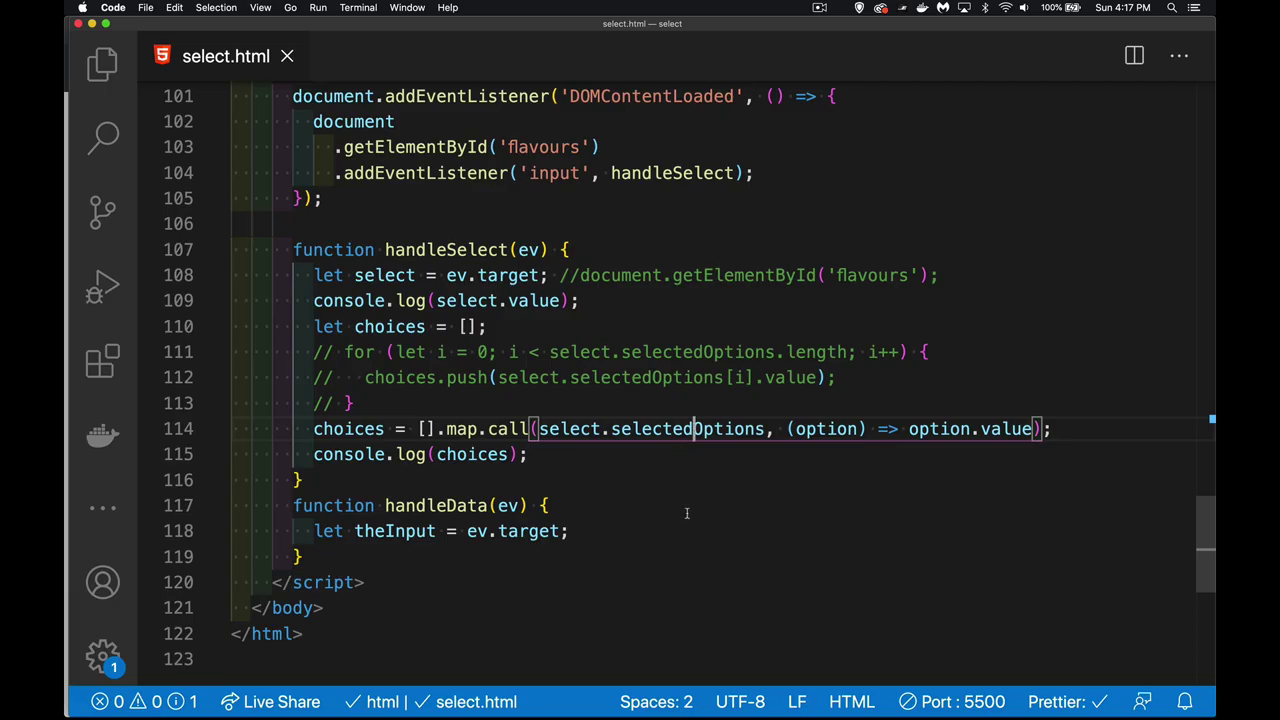 Code File Edit Selection View Go Run Terminal Window Help 100% Sun 4:17 PM
select.html — select
select.html
101 document.addEventListener('DOMContentLoaded', () => {
102 document
103 .getElementById('flavours')
104 .addEventListener('input', handleSelect);
105 });
106
107 function handleSelect(ev) {
108 let select = ev.target; //document.getElementById('flavours');
109 console.log(select.value);
110 let choices = [];
111 // for (let i = 0; i < select.selectedOptions.length; i++) {
112 // choices.push(select.selectedOptions[i].value);
113 // }
114 choices = [].map.call(select.selectedOptions, (option) => option.value);
115 console.log(choices);
116 }
117 function handleData(ev) {
118 let theInput = ev.target;
119 }
120 </script>
121 </body>
122 </html>
123
1
0 0 1 Live Share html | select.html Spaces: 2 UTF-8 LF HTML Port : 5500 Prettier: